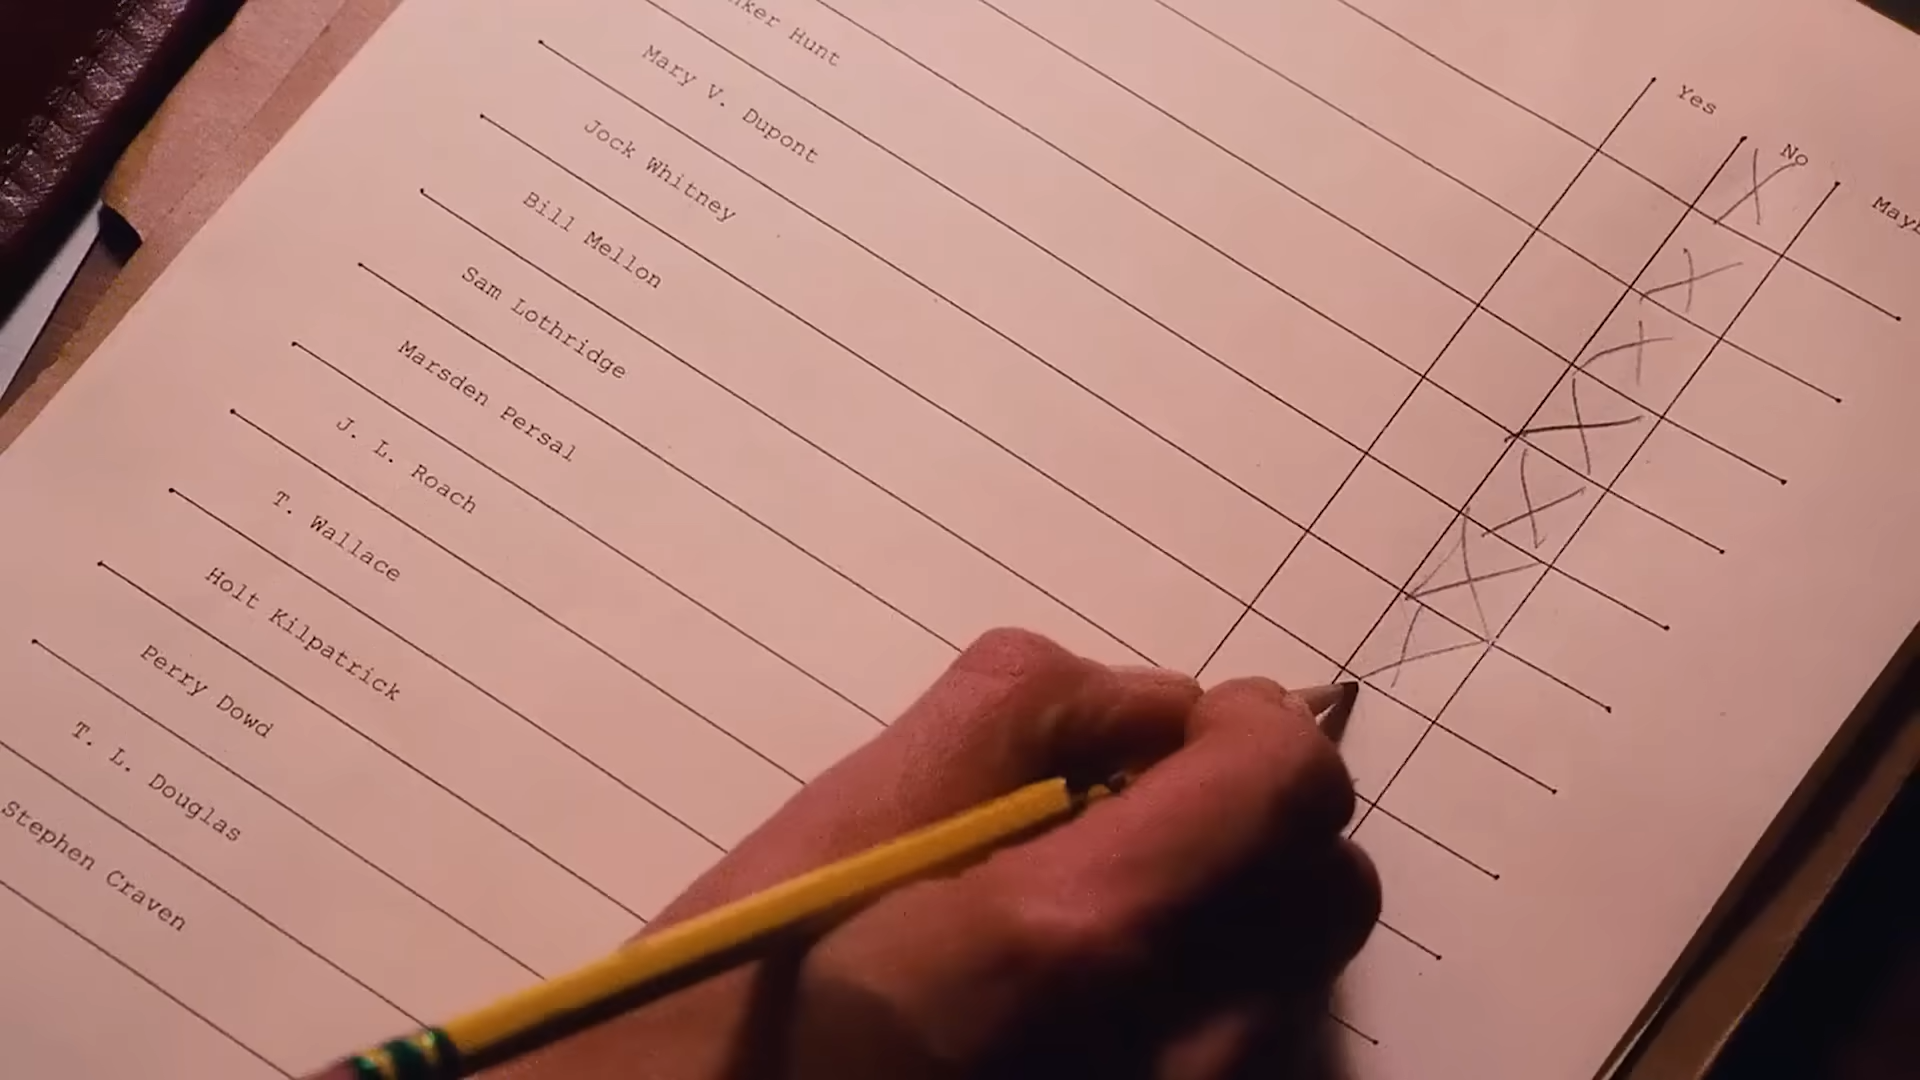 Yes No
Hunt
Mary V. Dupont
Jock Whitney
Bill Mellon
Sam Lothridge
Marsden Persal
J. L. Roach
T. Wallace
Holt Kilpatrick
Perry Dowd
T. L. Douglas
Stephen Craven